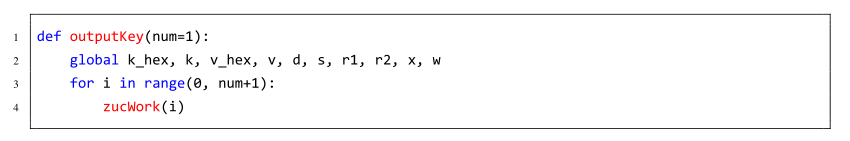 1 def outputKey(num=1):
2     global k_hex, k, v_hex, v, d, s, r1, r2, x, w
3     for i in range(0, num+1):
4         zucWork(i)